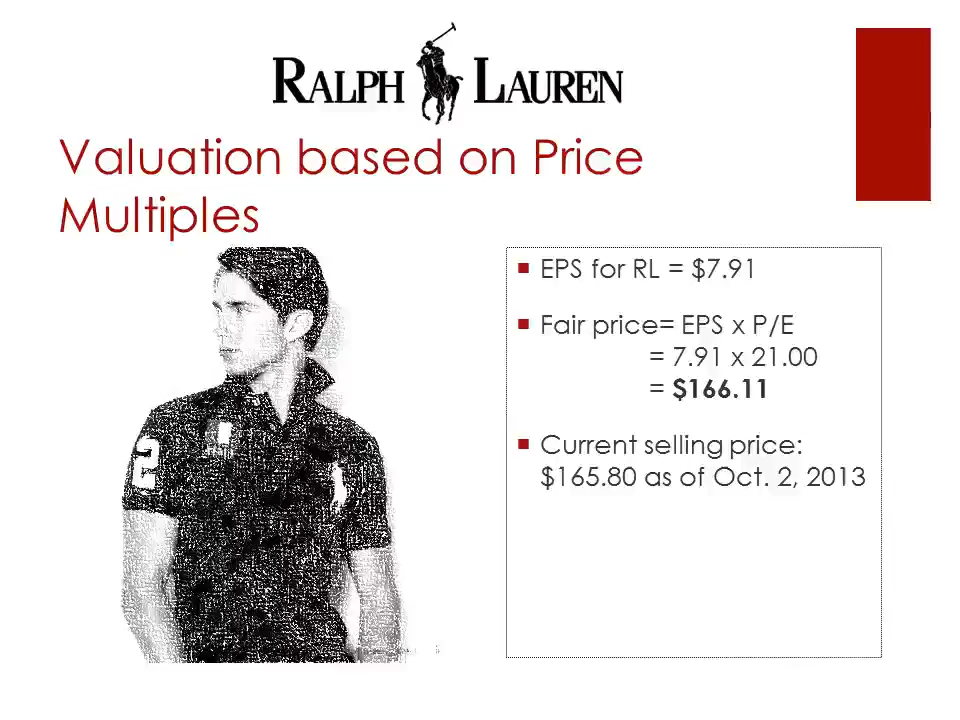 RALPH LAUREN
Valuation based on Price
Multiples
EPS for RL = $7.91
Fair price= EPS x P/E
= 7.91 x 21.00
= $166.11
Current selling price:
$165.80 as of Oct. 2, 2013
2